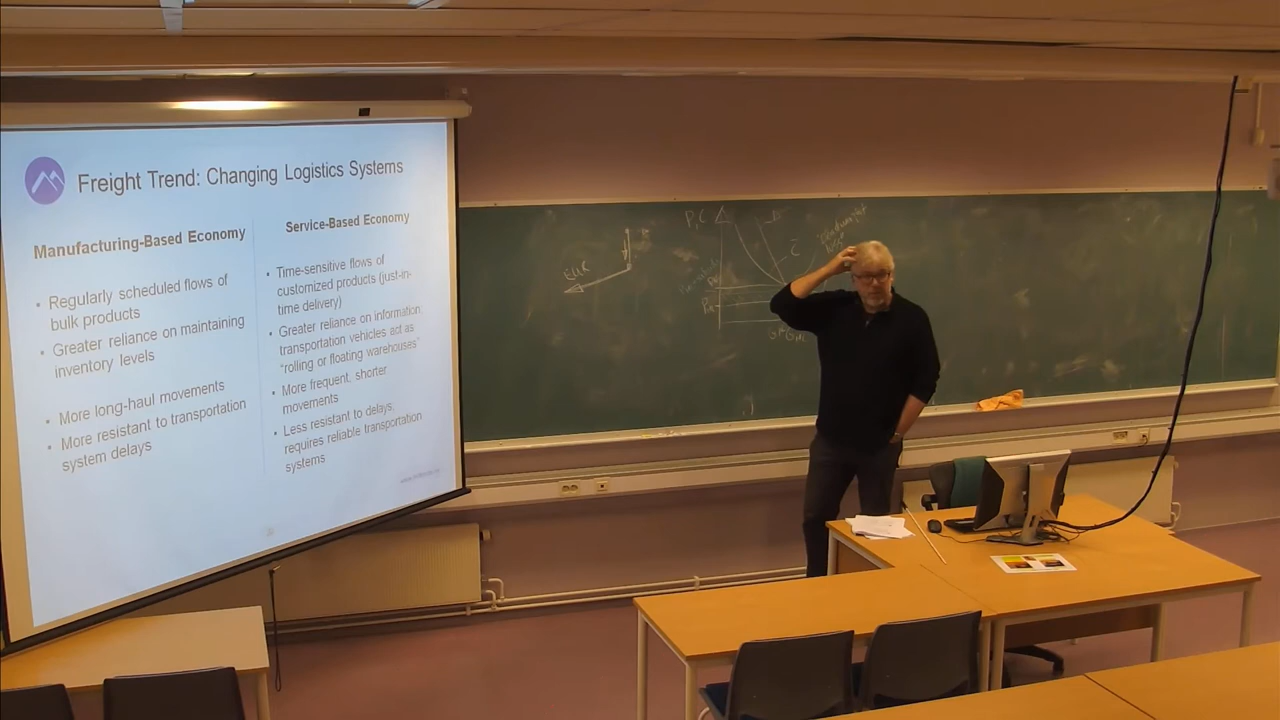 Freight Trend: Changing Logistics Systems
Manufacturing-Based Economy
• Regularly scheduled flows of
bulk products
• Greater reliance on maintaining
inventory levels
• More long-haul movements
• More resistant to transportation
system delays
Service-Based Economy
• Time-sensitive flows of
customized products (just-in-
time delivery)
• Greater reliance on information;
transportation vehicles act as
"rolling or floating warehouses"
• More frequent, shorter
movements
• Less resistant to delays;
requires reliable transportation
systems
P,C
D